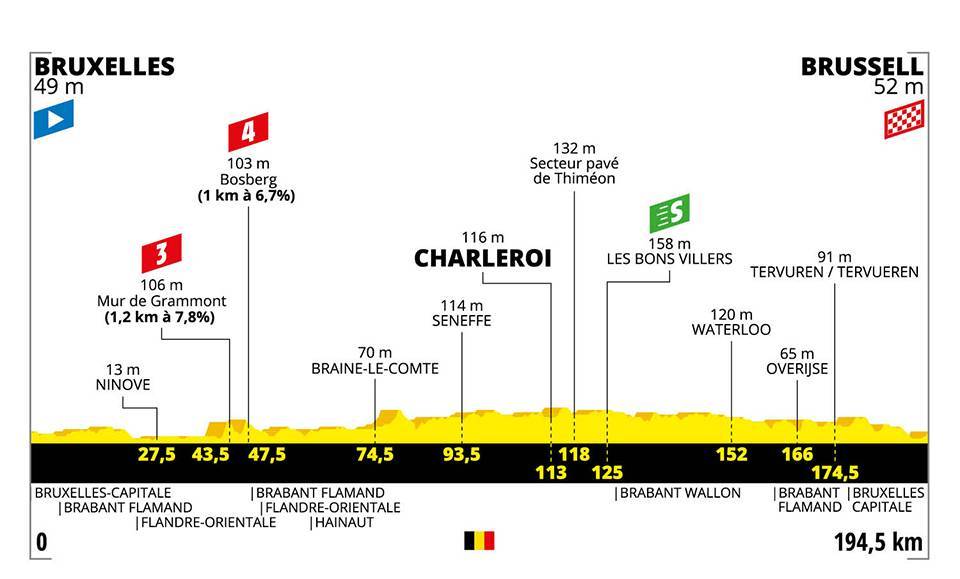 BRUXELLES
49 m
BRUSSELL
52 m
4
103 m
Bosberg
(1 km à 6,7%)
3
106 m
Mur de Grammont
(1,2 km à 7,8%)
13 m
NINOVE
70 m
BRAINE-LE-COMTE
116 m
CHARLEROI
114 m
SENEFFE
132 m
Secteur pavé
de Thiméon
S
158 m
LES BONS VILLERS
120 m
WATERLOO
91 m
TERVUREN / TERVUEREN
65 m
OVERIJSE
27,5 43,5 47,5 74,5 93,5 118 152 166
113 125 174,5
BRUXELLES-CAPITALE |BRABANT FLAMAND |BRABANT WALLON |BRABANT |BRUXELLES
|BRABANT FLAMAND |FLANDRE-ORIENTALE FLAMAND CAPITALE
|FLANDRE-ORIENTALE |HAINAUT
0 194,5 km